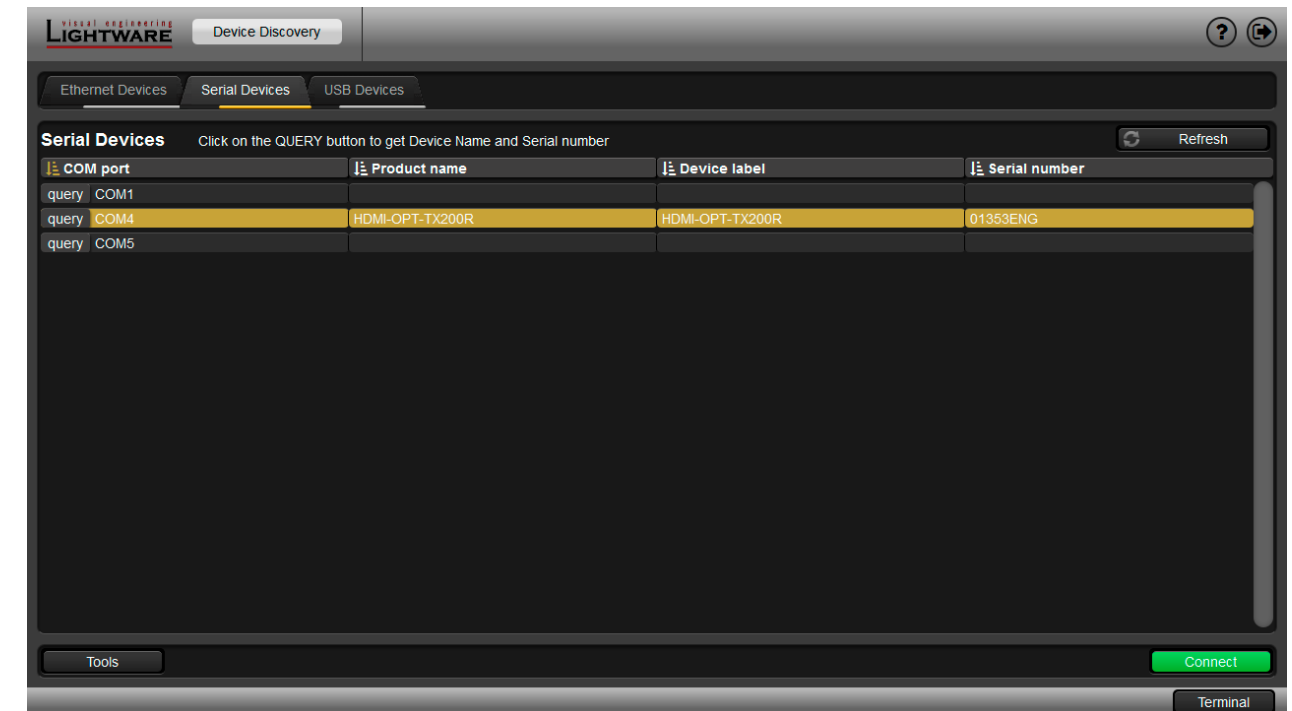 visual engineering
LIGHTWARE
Device Discovery
?
Ethernet Devices Serial Devices USB Devices
Serial Devices Click on the QUERY button to get Device Name and Serial number Refresh
COM port Product name Device label Serial number
query COM1
query COM4 HDMI-OPT-TX200R HDMI-OPT-TX200R 01353ENG
query COM5
Tools Connect
Terminal